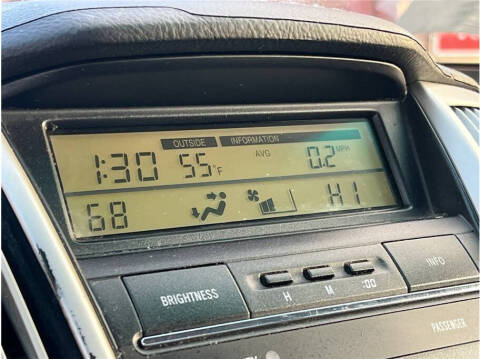 OUTSIDE INFORMATION
1:30 55°F AVG 0.2 MPH
68 HI
BRIGHTNESS H M :00 INFO
PASSENGER